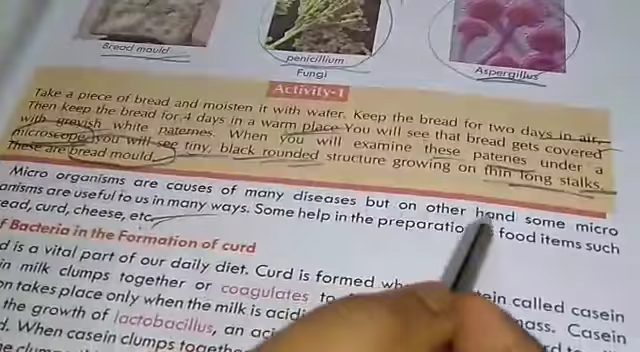 Bread mould
penicillium
Aspergillus
Fungi
Activity-1
Take a piece of bread and moisten it with water. Keep the bread for two days in air.
Then keep the bread for 4 days in a warm place You will see that bread gets covered
with greyish white paternes. When you will examine these patenes under a
microscope, you will see tiny, black rounded structure growing on thin long stalks.
These are bread mould.
Micro organisms are causes of many diseases but on other hand some micro
anisms are useful to us in many ways. Some help in the preparatio food items such
ead, curd, cheese, etc.
f Bacteria in the Formation of curd
d is a vital part of our daily diet. Curd is formed wh tein called casein
in milk clumps together or coagulates to mass. Casein
on takes place only when the milk is acidi
the growth of lactobacillus, an aci
d. When casein clumps togethe